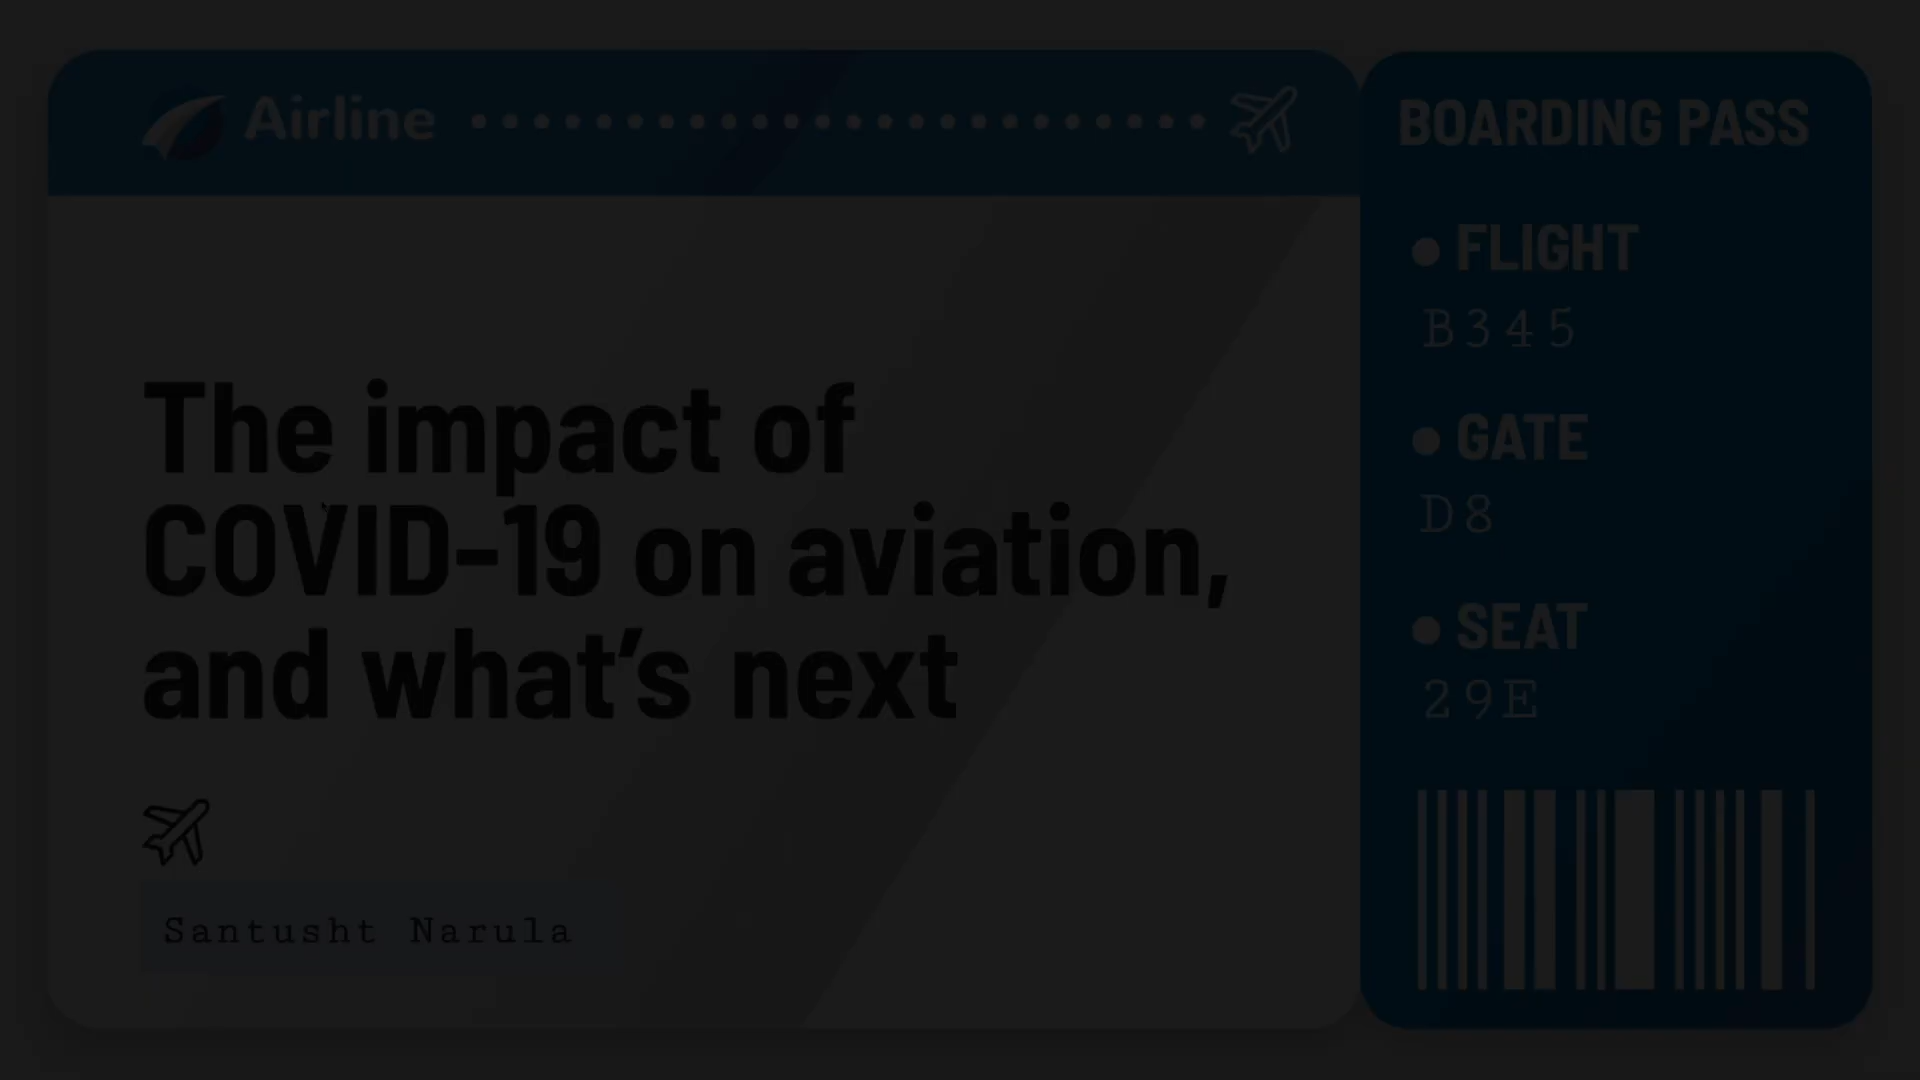 Airline
The impact of
COVID-19 on aviation,
and what’s next
Santusht Narula
BOARDING PASS
FLIGHT
B345
GATE
D8
SEAT
29E